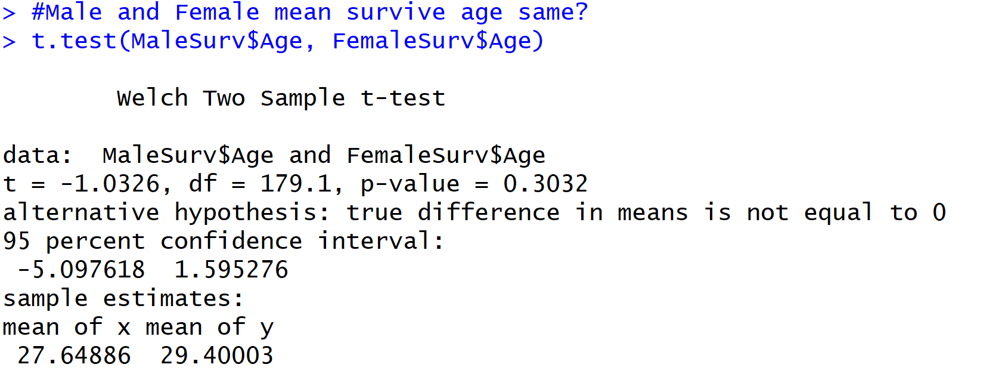 > #Male and Female mean survive age same?
> t.test(MaleSurv$Age, FemaleSurv$Age)
Welch Two Sample t-test
data:  MaleSurv$Age and FemaleSurv$Age
t = -1.0326, df = 179.1, p-value = 0.3032
alternative hypothesis: true difference in means is not equal to 0
95 percent confidence interval:
-5.097618  1.595276
sample estimates:
mean of x mean of y
27.64886  29.40003